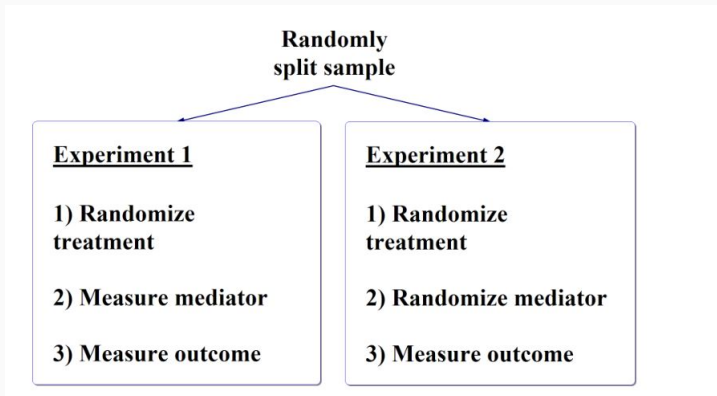 Randomly
split sample
Experiment 1
1) Randomize
treatment
2) Measure mediator
3) Measure outcome
Experiment 2
1) Randomize
treatment
2) Randomize mediator
3) Measure outcome